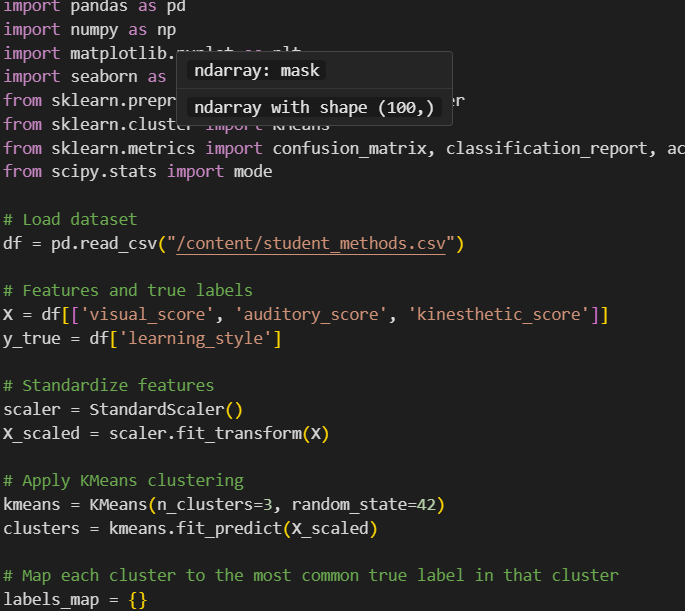 import pandas as pd
import numpy as np
import matplotlib.pyplot as plt
ndarray: mask
import seaborn as
ndarray with shape (100,)
from sklearn.prepr er
from sklearn.cluster import KMeans
from sklearn.metrics import confusion_matrix, classification_report, ac
from scipy.stats import mode
# Load dataset
df = pd.read_csv("/content/student_methods.csv")
# Features and true labels
X = df[['visual_score', 'auditory_score', 'kinesthetic_score']]
y_true = df['learning_style']
# Standardize features
scaler = StandardScaler()
X_scaled = scaler.fit_transform(X)
# Apply KMeans clustering
kmeans = KMeans(n_clusters=3, random_state=42)
clusters = kmeans.fit_predict(X_scaled)
# Map each cluster to the most common true label in that cluster
labels_map = {}